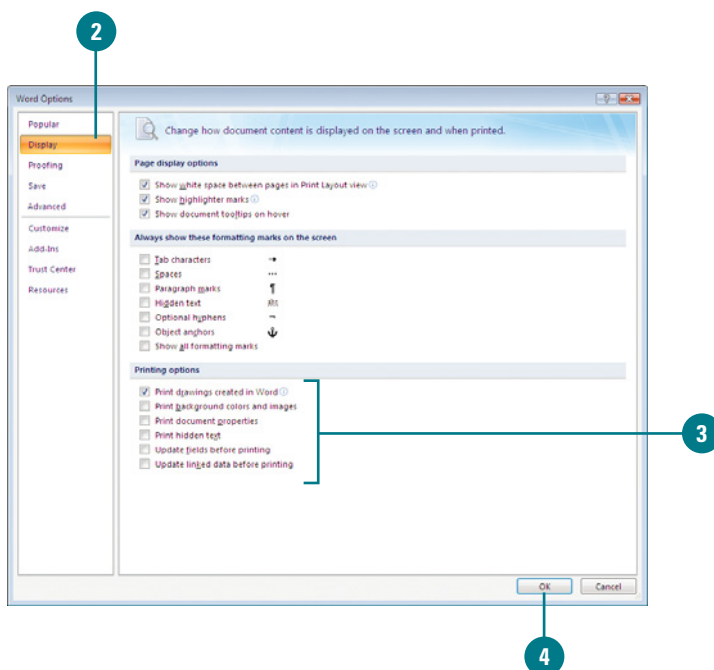 2
Word Options
Popular
Display
Proofing
Save
Advanced
Customize
Add-Ins
Trust Center
Resources
Change how document content is displayed on the screen and when printed.
Page display options
Show white space between pages in Print Layout view
Show highlighter marks
Show document tooltips on hover
Always show these formatting marks on the screen
Tab characters →
Spaces ···
Paragraph marks ¶
Hidden text abc
Optional hyphens ¬
Object anchors ⚓
Show all formatting marks
Printing options
Print drawings created in Word
Print background colors and images
Print document properties
Print hidden text
Update fields before printing
Update linked data before printing
3
OK Cancel
4